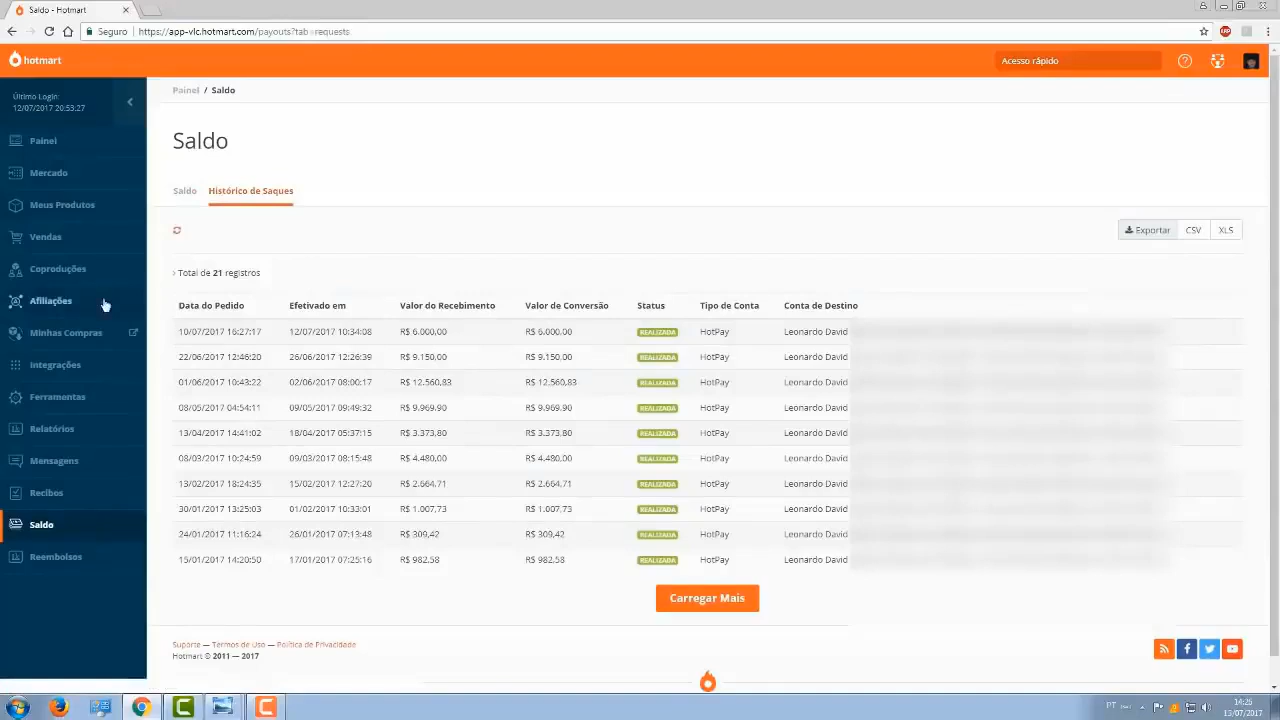 Saldo - Hotmart
Seguro
https://app-vlc.hotmart.com/payouts?tab=requests
hotmart
Acesso rápido
Último Login:
12/07/2017 20:53:27
Painel
Mercado
Meus Produtos
Vendas
Coproduções
Afiliações
Minhas Compras
Integrações
Ferramentas
Relatórios
Mensagens
Recibos
Saldo
Reembolsos
Painel / Saldo
Saldo
Saldo Histórico de Saques
Exportar CSV XLS
› Total de 21 registros
Data do Pedido Efetivado em Valor do Recebimento Valor de Conversão Status Tipo de Conta Conta de Destino
10/07/2017 16:27:17 12/07/2017 10:34:08 R$ 6.000,00 R$ 6.000,00 REALIZADA HotPay Leonardo David
22/06/2017 12:46:20 26/06/2017 12:26:39 R$ 9.150,00 R$ 9.150,00 REALIZADA HotPay Leonardo David
01/06/2017 10:43:22 02/06/2017 08:00:17 R$ 12.560,83 R$ 12.560,83 REALIZADA HotPay Leonardo David
08/05/2017 04:54:11 09/05/2017 09:49:32 R$ 9.969,90 R$ 9.969,90 REALIZADA HotPay Leonardo David
13/04/2017 14:41:02 18/04/2017 05:37:15 R$ 3.373,80 R$ 3.373,80 REALIZADA HotPay Leonardo David
08/03/2017 10:24:59 09/03/2017 08:15:48 R$ 4.480,00 R$ 4.480,00 REALIZADA HotPay Leonardo David
13/02/2017 18:24:35 15/02/2017 12:27:20 R$ 2.664,71 R$ 2.664,71 REALIZADA HotPay Leonardo David
30/01/2017 13:25:03 01/02/2017 10:33:01 R$ 1.007,73 R$ 1.007,73 REALIZADA HotPay Leonardo David
24/01/2017 11:16:24 26/01/2017 07:13:48 R$ 309,42 R$ 309,42 REALIZADA HotPay Leonardo David
15/01/2017 14:20:50 17/01/2017 07:25:16 R$ 982,58 R$ 982,58 REALIZADA HotPay Leonardo David
Carregar Mais
Suporte — Termos de Uso — Política de Privacidade
Hotmart © 2011 — 2017
PT
14:25
13/07/2017